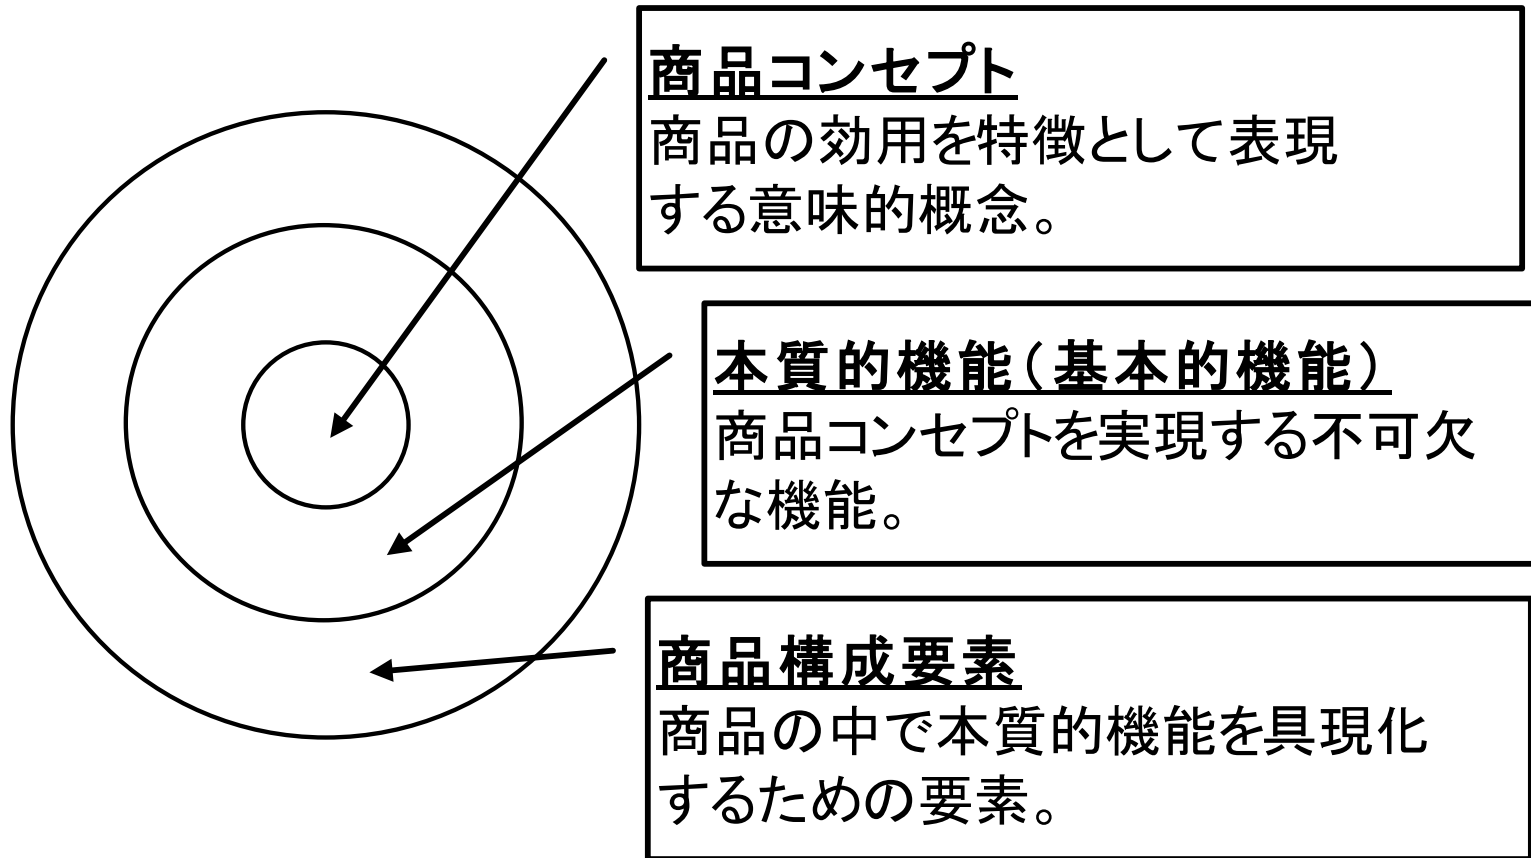 商品コンセプト
商品の効用を特徴として表現
する意味的概念。
本質的機能(基本的機能)
商品コンセプトを実現する不可欠
な機能。
商品構成要素
商品の中で本質的機能を具現化
するための要素。